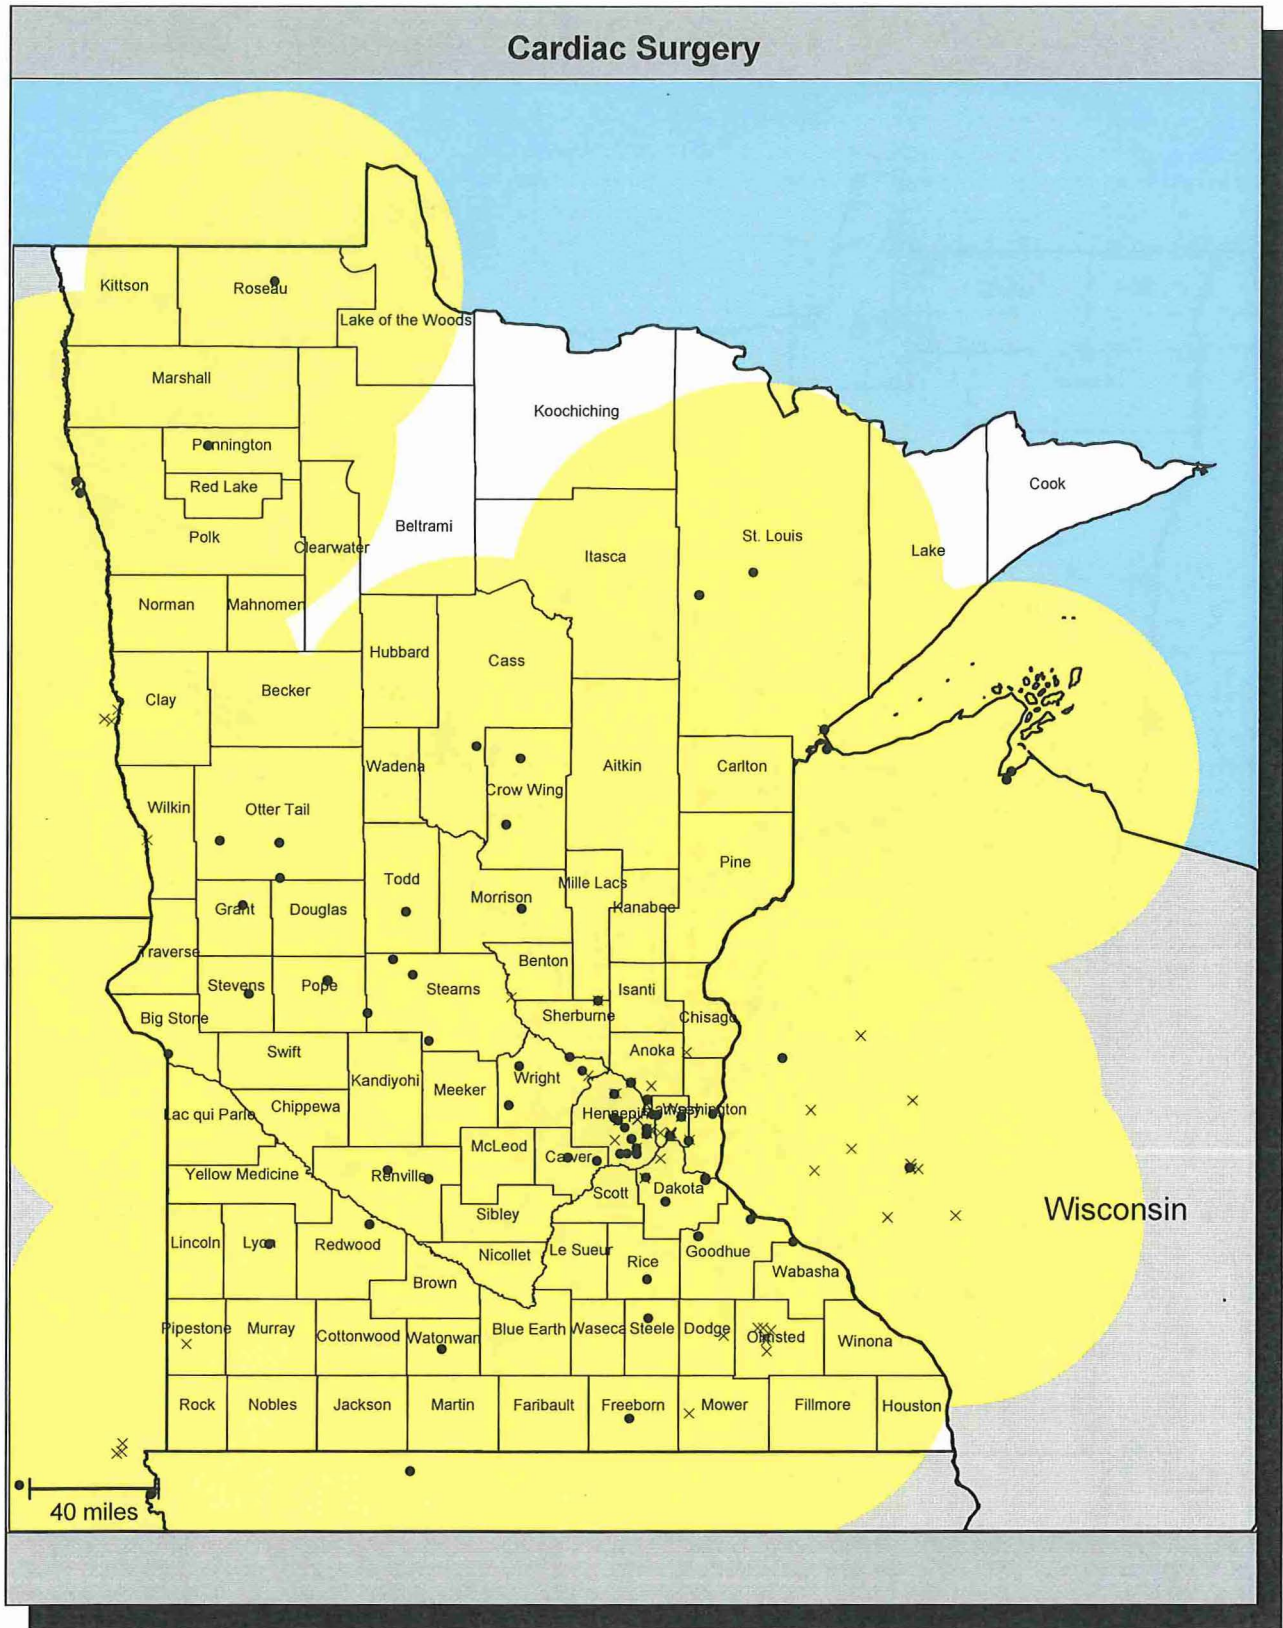 Cardiac Surgery
Kittson
Roseau
Lake of the Woods
Marshall
Koochiching
Pennington
Red Lake
Cook
Beltrami
Polk
St. Louis
Clearwater
Itasca
Lake
Norman
Mahnomen
Hubbard
Cass
Becker
Clay
Wadena
Aitkin
Carlton
Crow Wing
Wilkin
Otter Tail
Pine
Todd
Mille Lacs
Morrison
Kanabec
Grant
Douglas
Traverse
Benton
Stevens
Pope
Stearns
Isanti
Big Stone
Sherburne
Chisago
Swift
Anoka
Kandiyohi
Wright
Meeker
Chippewa
Lac qui Parle
Hennepin
Washington
McLeod
Carver
Yellow Medicine
Renville
Dakota
Scott
Wisconsin
Sibley
Lincoln
Lyon
Redwood
Le Sueur
Goodhue
Nicollet
Rice
Wabasha
Brown
Pipestone
Murray
Cottonwood
Watonwan
Blue Earth
Waseca
Steele
Dodge
Olmsted
Winona
Rock
Nobles
Jackson
Martin
Faribault
Freeborn
Mower
Fillmore
Houston
40 miles